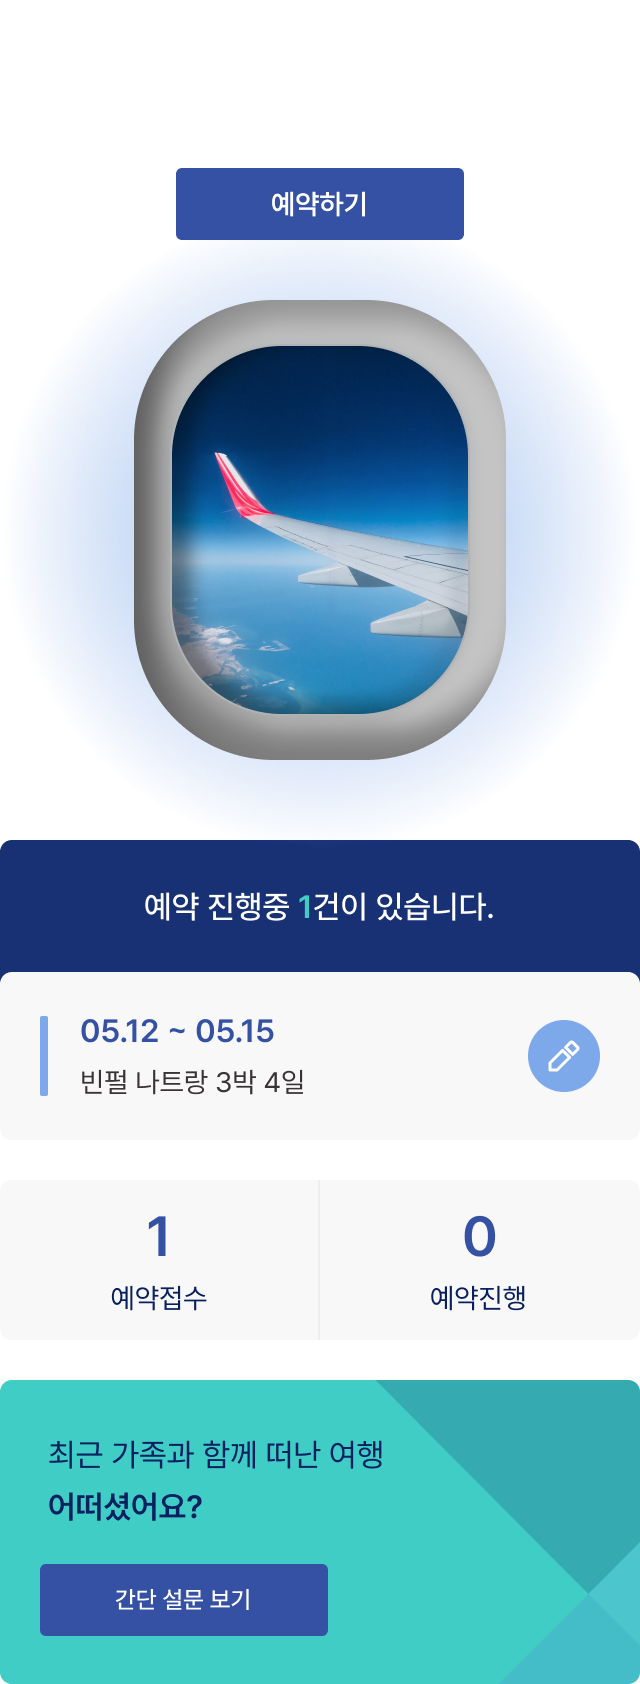 예약하기
예약 진행중 1건이 있습니다.
05.12 ~ 05.15
빈펄 나트랑 3박 4일
1
예약접수
0
예약진행
최근 가족과 함께 떠난 여행
어떠셨어요?
간단 설문 보기